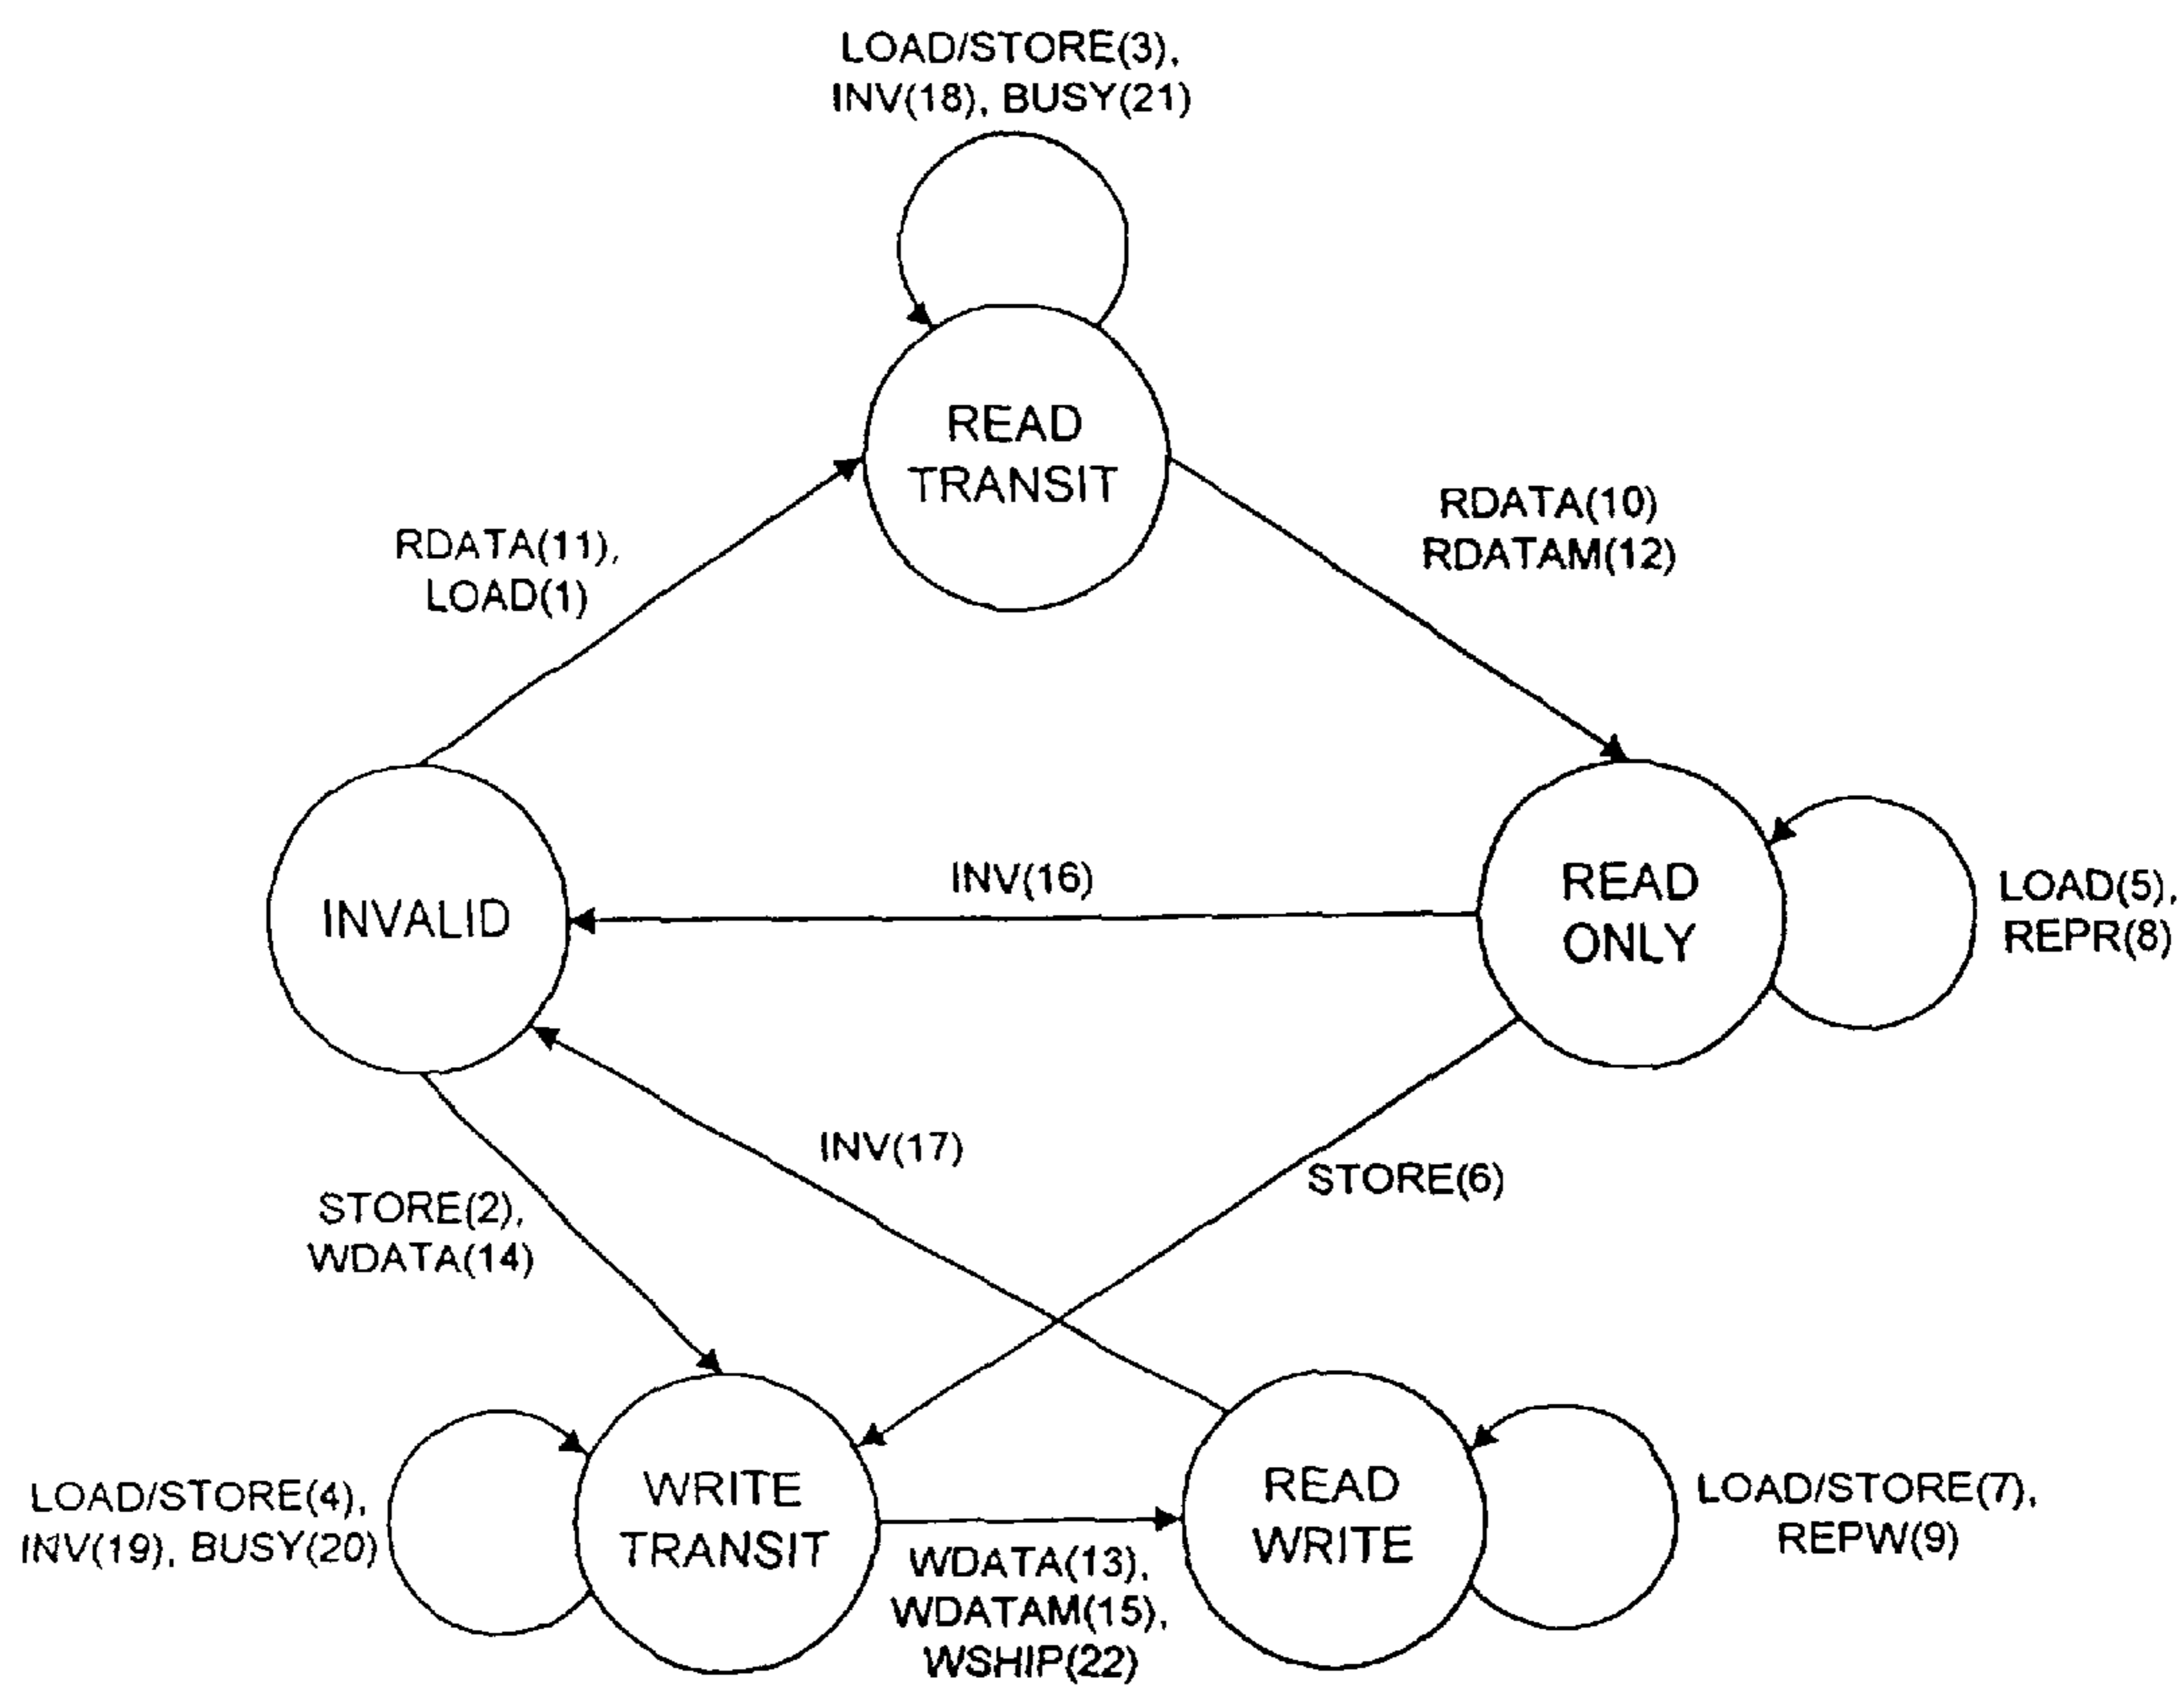 LOAD/STORE(3),
INV(18), BUSY(21)
READ
TRANSIT
RDATA(10)
RDATAM(12)
RDATA(11),
LOAD(1)
INVALID
INV(16)
READ
ONLY
LOAD(5),
REPR(8)
INV(17)
STORE(6)
STORE(2),
WDATA(14)
LOAD/STORE(4),
INV(19), BUSY(20)
WRITE
TRANSIT
WDATA(13),
WDATAM(15),
WSHIP(22)
READ
WRITE
LOAD/STORE(7),
REPW(9)